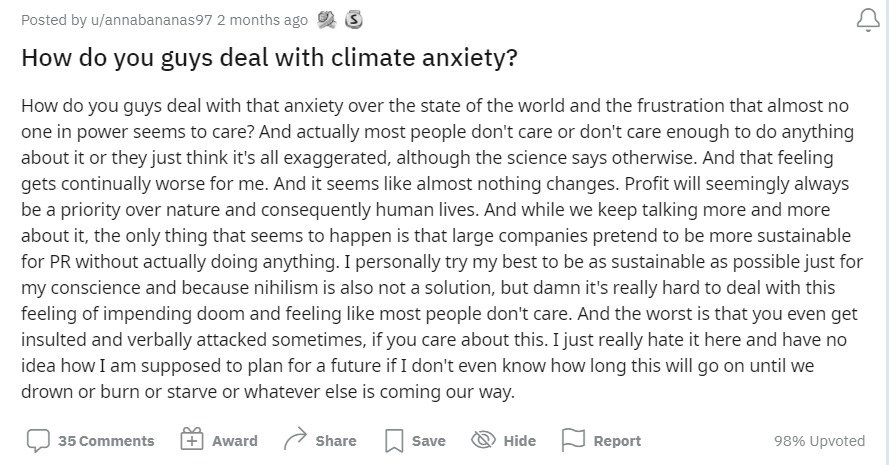 Posted by u/annabananas97 2 months ago S
How do you guys deal with climate anxiety?
How do you guys deal with that anxiety over the state of the world and the frustration that almost no
one in power seems to care? And actually most people don't care or don't care enough to do anything
about it or they just think it's all exaggerated, although the science says otherwise. And that feeling
gets continually worse for me. And it seems like almost nothing changes. Profit will seemingly always
be a priority over nature and consequently human lives. And while we keep talking more and more
about it, the only thing that seems to happen is that large companies pretend to be more sustainable
for PR without actually doing anything. I personally try my best to be as sustainable as possible just for
my conscience and because nihilism is also not a solution, but damn it's really hard to deal with this
feeling of impending doom and feeling like most people don't care. And the worst is that you even get
insulted and verbally attacked sometimes, if you care about this. I just really hate it here and have no
idea how I am supposed to plan for a future if I don't even know how long this will go on until we
drown or burn or starve or whatever else is coming our way.
35 Comments Award Share Save Hide Report 98% Upvoted